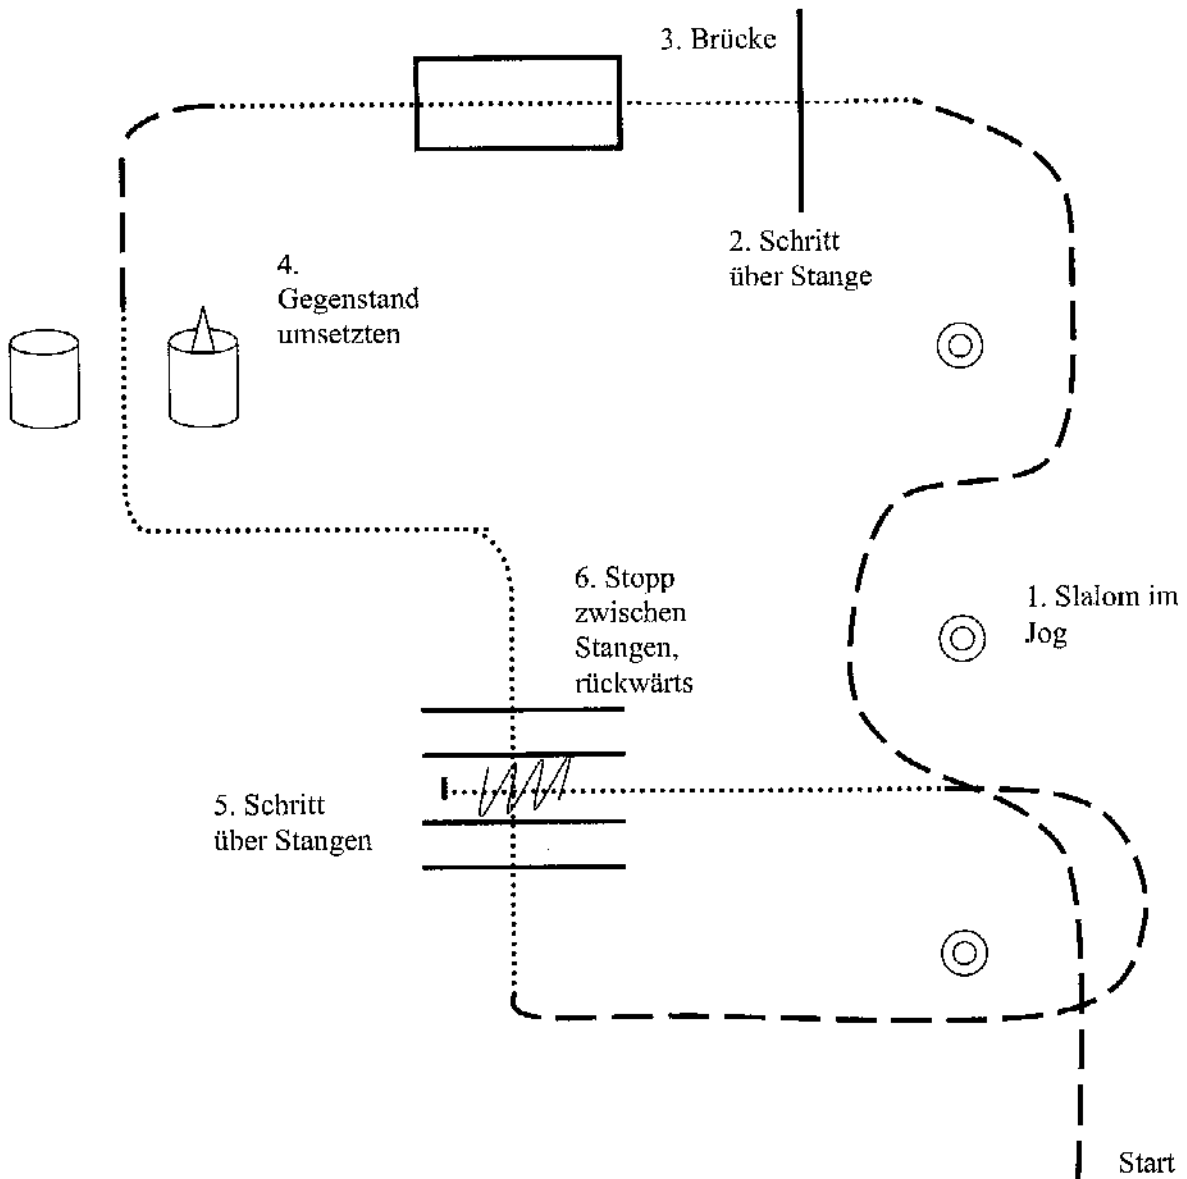 3. Brücke
2. Schritt
über Stange
4.
Gegenstand
umsetzten
6. Stopp
zwischen
Stangen,
rückwärts
1. Slalom im
Jog
5. Schritt
über Stangen
Start